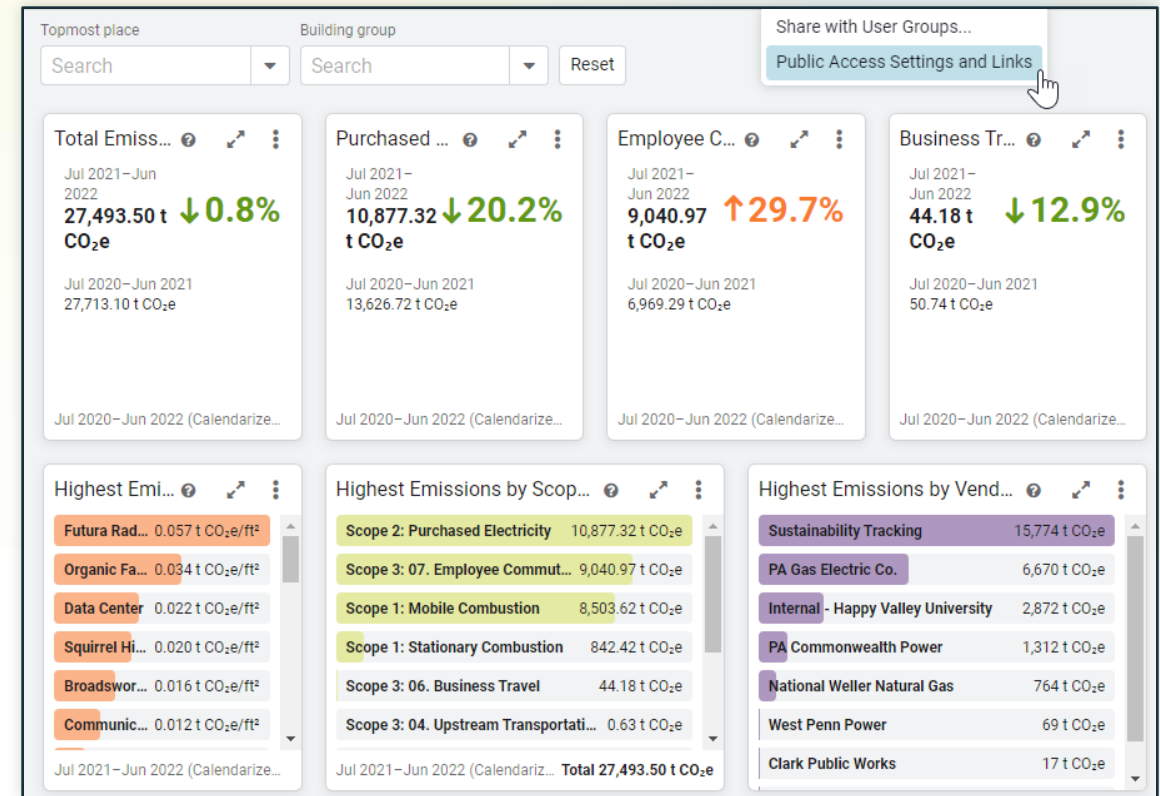 Share with User Groups...
Public Access Settings and Links
Topmost place
Building group
Search
Search
Reset
Total Emiss...
Jul 2021–Jun
2022
27,493.50 t
CO₂e
↓0.8%
Jul 2020–Jun 2021
27,713.10 t CO₂e
Jul 2020–Jun 2022 (Calendarize...
Purchased ...
Jul 2021–
Jun 2022
10,877.32
t CO₂e
↓20.2%
Jul 2020–Jun 2021
13,626.72 t CO₂e
Jul 2020–Jun 2022 (Calendarize...
Employee C...
Jul 2021–
Jun 2022
9,040.97
t CO₂e
↑29.7%
Jul 2020–Jun 2021
6,969.29 t CO₂e
Jul 2020–Jun 2022 (Calendarize...
Business Tr...
Jul 2021–
Jun 2022
44.18 t
CO₂e
↓12.9%
Jul 2020–Jun 2021
50.74 t CO₂e
Jul 2020–Jun 2022 (Calendarize...
Highest Emi...
Futura Rad... 0.057 t CO₂e/ft²
Organic Fa... 0.034 t CO₂e/ft²
Data Center 0.022 t CO₂e/ft²
Squirrel Hi... 0.020 t CO₂e/ft²
Broadswor... 0.016 t CO₂e/ft²
Communic... 0.012 t CO₂e/ft²
Jul 2021–Jun 2022 (Calendarize...
Highest Emissions by Scop...
Scope 2: Purchased Electricity 10,877.32 t CO₂e
Scope 3: 07. Employee Commut... 9,040.97 t CO₂e
Scope 1: Mobile Combustion 8,503.62 t CO₂e
Scope 1: Stationary Combustion 842.42 t CO₂e
Scope 3: 06. Business Travel 44.18 t CO₂e
Scope 3: 04. Upstream Transportati... 0.63 t CO₂e
Jul 2021–Jun 2022 (Calendariz... Total 27,493.50 t CO₂e
Highest Emissions by Vend...
Sustainability Tracking 15,774 t CO₂e
PA Gas Electric Co. 6,670 t CO₂e
Internal - Happy Valley University 2,872 t CO₂e
PA Commonwealth Power 1,312 t CO₂e
National Weller Natural Gas 764 t CO₂e
West Penn Power 69 t CO₂e
Clark Public Works 17 t CO₂e